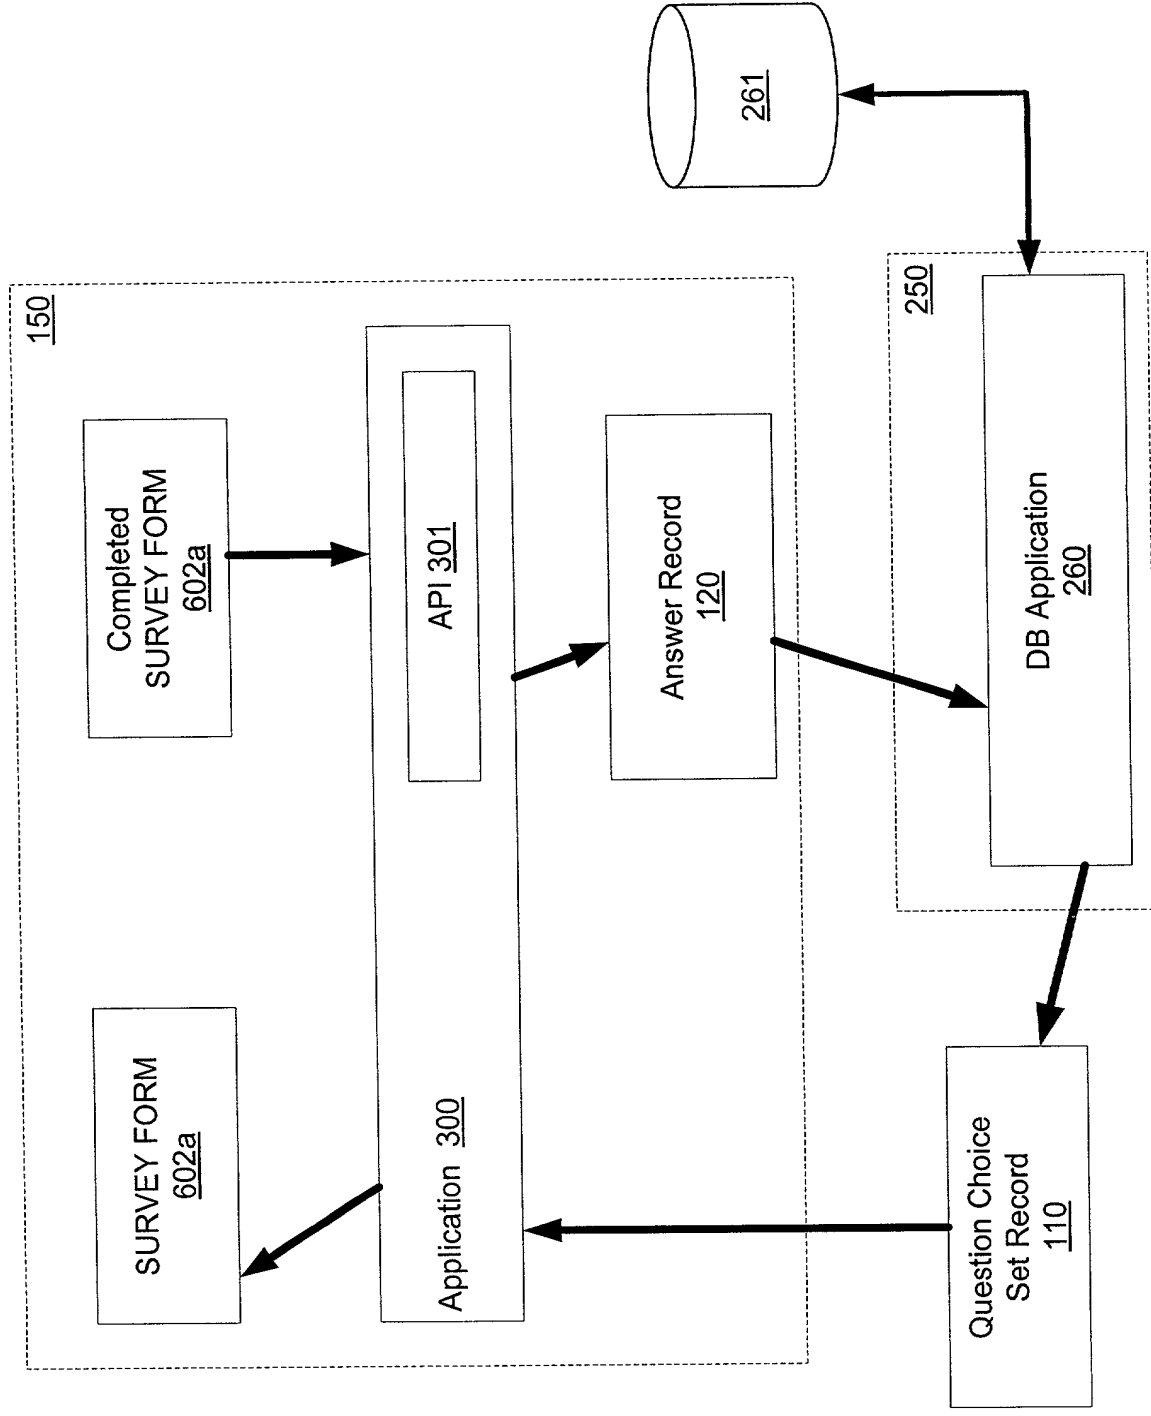 150
SURVEY FORM
602a
Completed
SURVEY FORM
602a
Application 300
API 301
Answer Record
120
261
250
Question Choice
Set Record
110
DB Application
260